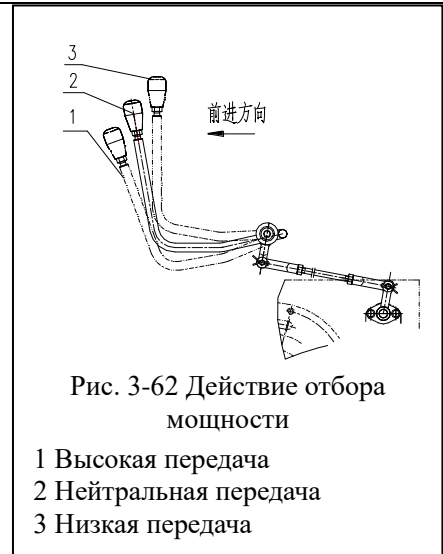 3
2
前进方向
1
Рис. 3-62 Действие отбора
мощности
1 Высокая передача
2 Нейтральная передача
3 Низкая передача